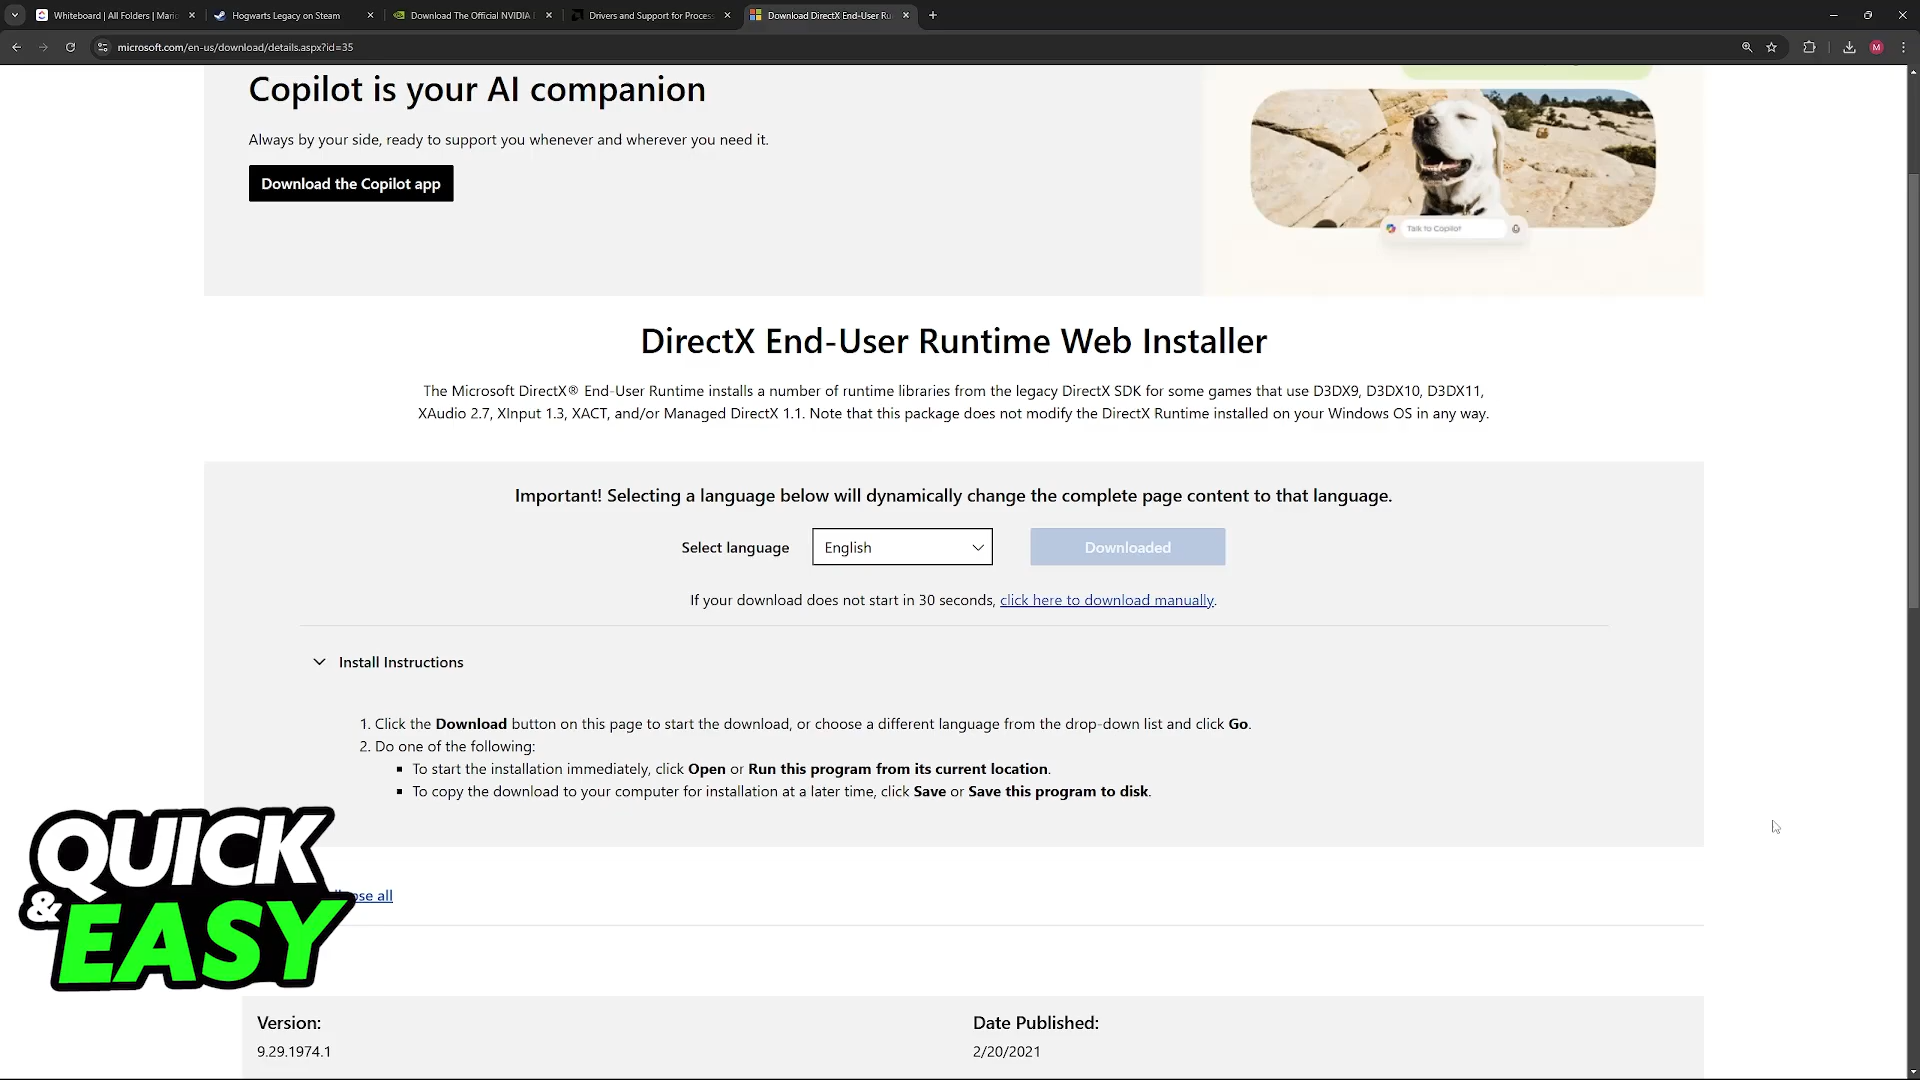 Whiteboard | All Folders | Mario
Hogwarts Legacy on Steam
Download The Official NVIDIA
Drivers and Support for Process
Download DirectX End-User Ru
microsoft.com/en-us/download/details.aspx?id=35
M
Copilot is your AI companion
Always by your side, ready to support you whenever and wherever you need it.
Download the Copilot app
Talk to Copilot
DirectX End-User Runtime Web Installer
The Microsoft DirectX® End-User Runtime installs a number of runtime libraries from the legacy DirectX SDK for some games that use D3DX9, D3DX10, D3DX11,
XAudio 2.7, XInput 1.3, XACT, and/or Managed DirectX 1.1. Note that this package does not modify the DirectX Runtime installed on your Windows OS in any way.
Important! Selecting a language below will dynamically change the complete page content to that language.
Select language
English
Downloaded
If your download does not start in 30 seconds, click here to download manually.
Install Instructions
1. Click the Download button on this page to start the download, or choose a different language from the drop-down list and click Go.
2. Do one of the following:
To start the installation immediately, click Open or Run this program from its current location.
To copy the download to your computer for installation at a later time, click Save or Save this program to disk.
QUICK
& EASY
all
Version:
9.29.1974.1
Date Published:
2/20/2021